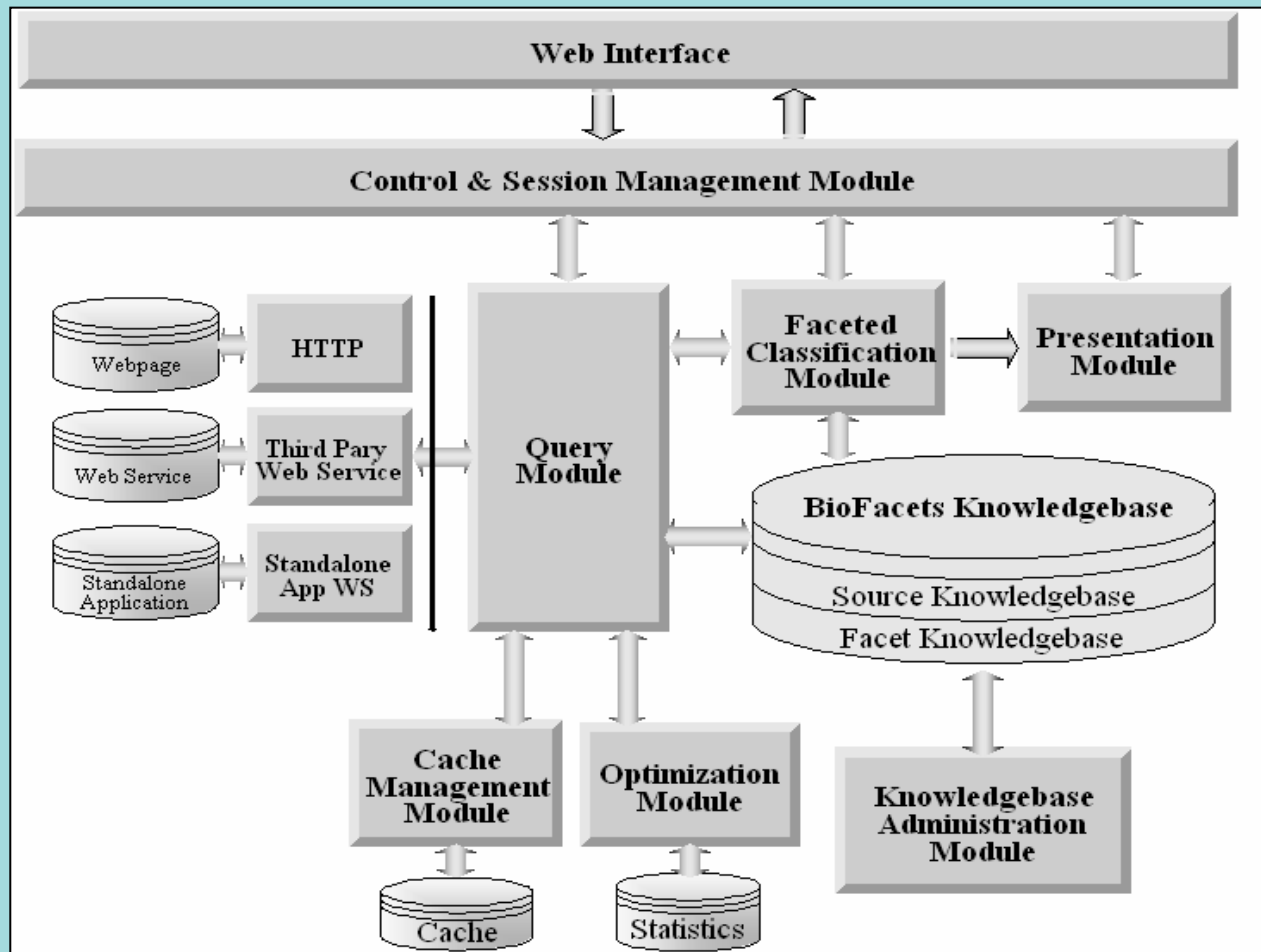 Web Interface
Control & Session Management Module
Webpage
HTTP
Web Service
Third Pary
Web Service
Standalone
Application
Standalone
App WS
Query
Module
Faceted
Classification
Module
Presentation
Module
BioFacets Knowledgebase
Source Knowledgebase
Facet Knowledgebase
Cache
Management
Module
Optimization
Module
Knowledgebase
Administration
Module
Cache
Statistics